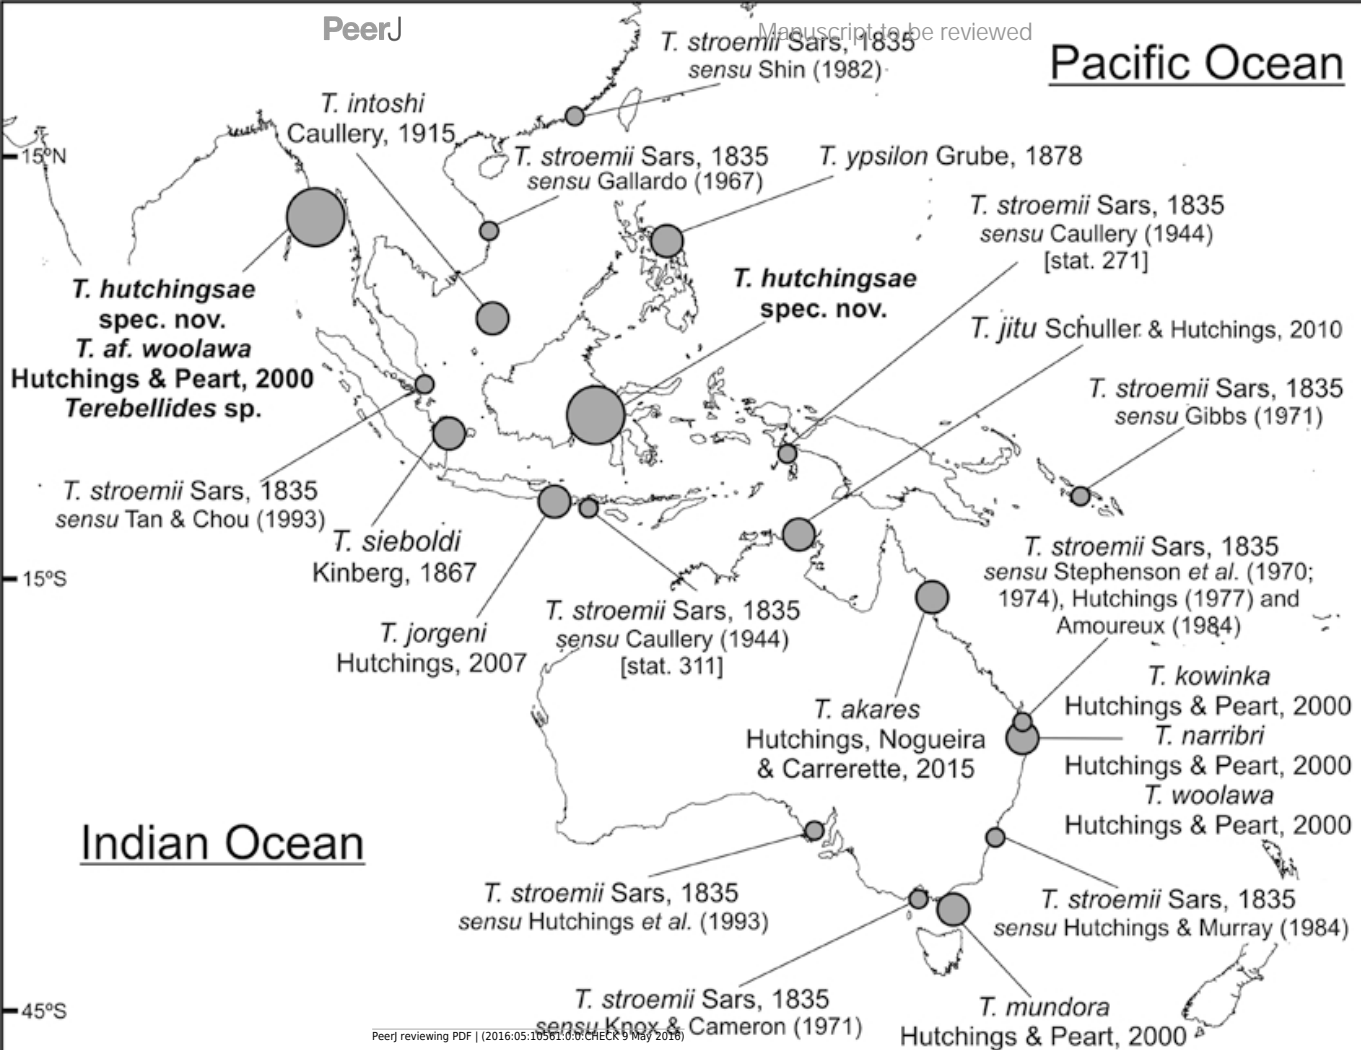 PeerJ
Manuscript to be reviewed
T. stroemii Sars, 1835
sensu Shin (1982)
Pacific Ocean
T. intoshi
Caullery, 1915
15ºN
T. stroemii Sars, 1835
sensu Gallardo (1967)
T. ypsilon Grube, 1878
T. stroemii Sars, 1835
sensu Caullery (1944)
[stat. 271]
T. hutchingsae
spec. nov.
T. af. woolawa
Hutchings & Peart, 2000
Terebellides sp.
T. hutchingsae
spec. nov.
T. jitu Schuller & Hutchings, 2010
T. stroemii Sars, 1835
sensu Gibbs (1971)
T. stroemii Sars, 1835
sensu Tan & Chou (1993)
T. sieboldi
Kinberg, 1867
15ºS
T. jorgeni
Hutchings, 2007
T. stroemii Sars, 1835
sensu Caullery (1944)
[stat. 311]
T. stroemii Sars, 1835
sensu Stephenson et al. (1970;
1974), Hutchings (1977) and
Amoureux (1984)
T. akares
Hutchings, Nogueira
& Carrerette, 2015
T. kowinka
Hutchings & Peart, 2000
T. narribri
Hutchings & Peart, 2000
T. woolawa
Hutchings & Peart, 2000
Indian Ocean
T. stroemii Sars, 1835
sensu Hutchings et al. (1993)
T. stroemii Sars, 1835
sensu Hutchings & Murray (1984)
45ºS
T. stroemii Sars, 1835
sensu Knox & Cameron (1971)
T. mundora
Hutchings & Peart, 2000
PeerJ reviewing PDF | (2016:05:10561:0:0:CHECK 9 May 2016)